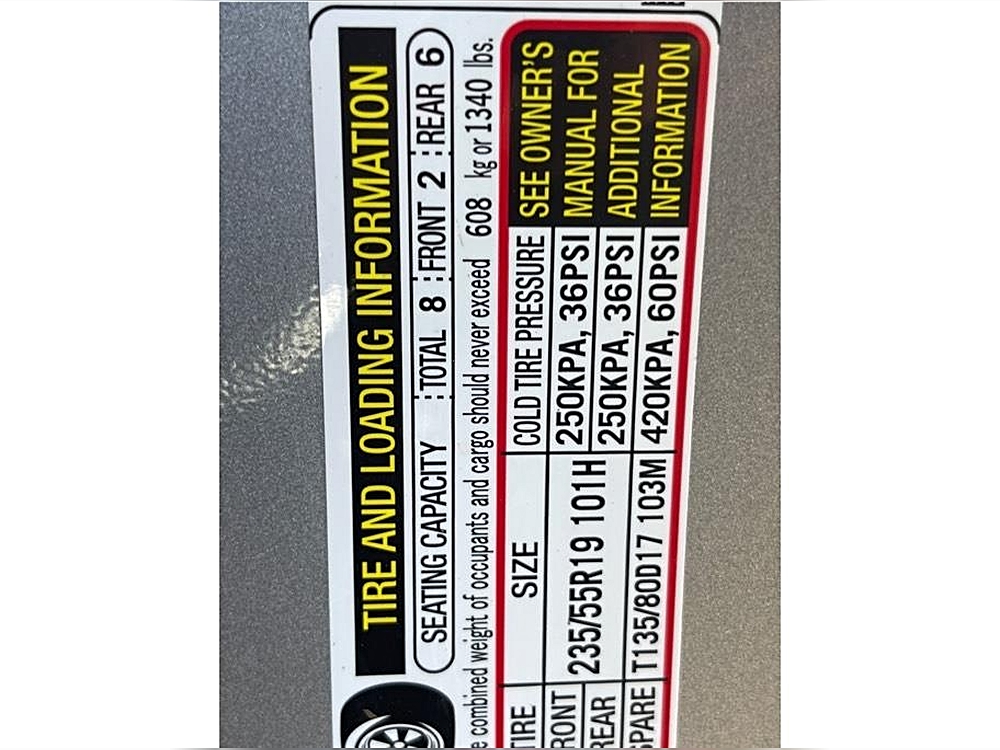 TIRE AND LOADING INFORMATION
SEATING CAPACITY TOTAL 8 FRONT 2 REAR 6
combined weight of occupants and cargo should never exceed 608 kg or 1340 lbs.
TIRE SIZE COLD TIRE PRESSURE
RONT 235/55R19 101H 250KPA, 36PSI
REAR 250KPA, 36PSI
SPARE T135/80D17 103M 420KPA, 60PSI
SEE OWNER'S
MANUAL FOR
ADDITIONAL
INFORMATION